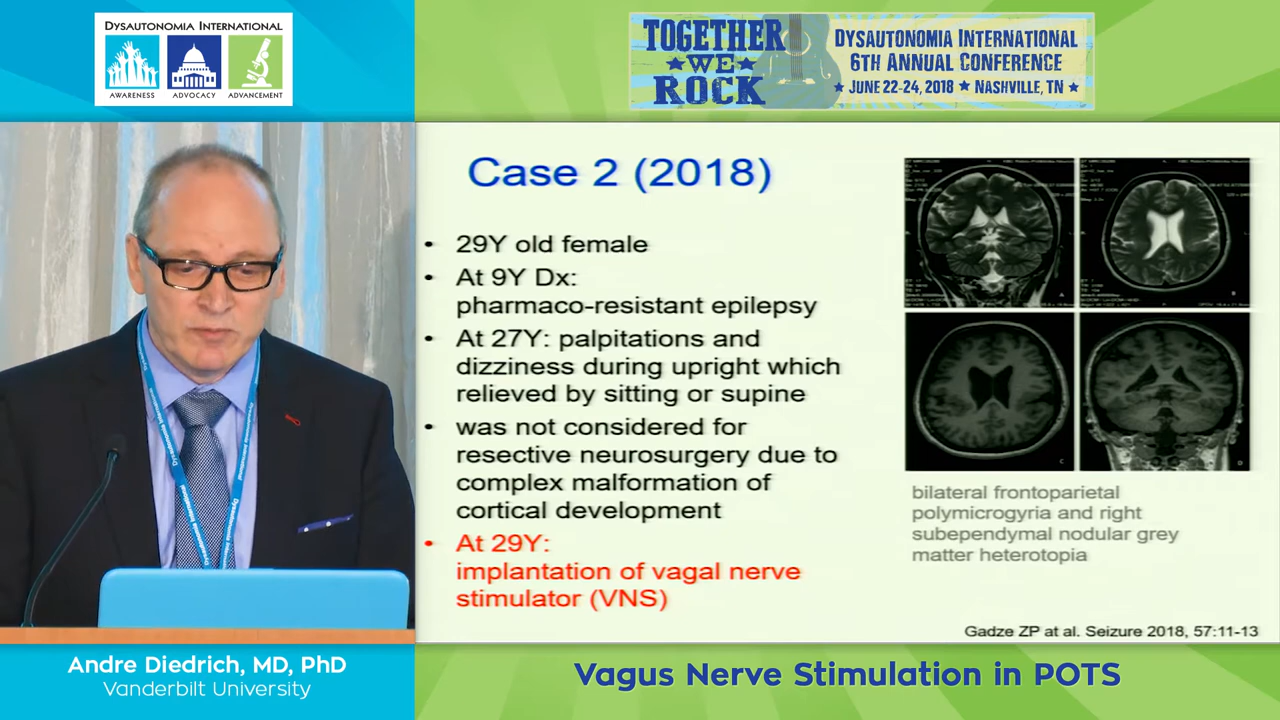 DYSAUTONOMIA INTERNATIONAL
AWARENESS ADVOCACY ADVANCEMENT
TOGETHER
WE
ROCK
DYSAUTONOMIA INTERNATIONAL
6TH ANNUAL CONFERENCE
JUNE 22-24, 2018 ★ NASHVILLE, TN
Case 2 (2018)
• 29Y old female
• At 9Y Dx:
pharmaco-resistant epilepsy
• At 27Y: palpitations and
dizziness during upright which
relieved by sitting or supine
• was not considered for
resective neurosurgery due to
complex malformation of
cortical development
• At 29Y:
implantation of vagal nerve
stimulator (VNS)
bilateral frontoparietal
polymicrogyria and right
subependymal nodular grey
matter heterotopia
Gadze ZP at al. Seizure 2018, 57:11-13
Andre Diedrich, MD, PhD
Vanderbilt University
Vagus Nerve Stimulation in POTS